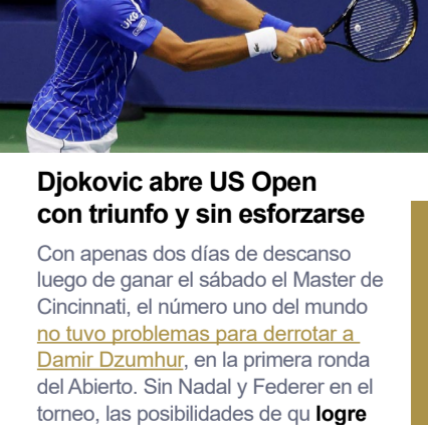 Djokovic abre US Open
con triunfo y sin esforzarse
Con apenas dos días de descanso
luego de ganar el sábado el Master de
Cincinnati, el número uno del mundo
no tuvo problemas para derrotar a
Damir Dzumhur, en la primera ronda
del Abierto. Sin Nadal y Federer en el
torneo, las posibilidades de qu logre